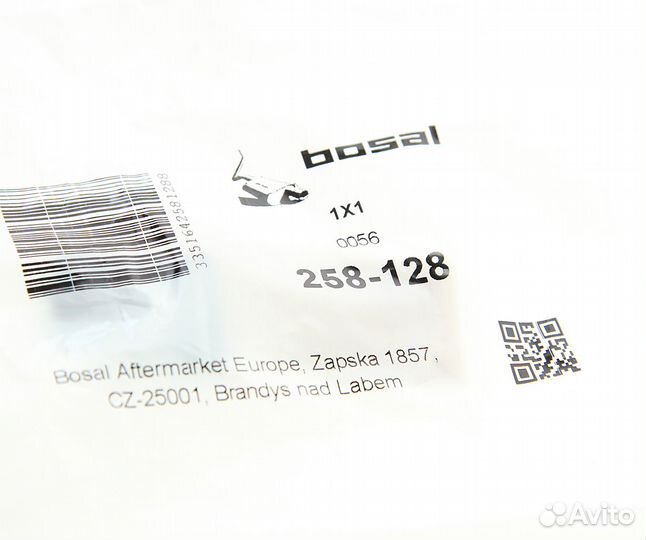 bosal
1X1
0056
258-128
3351642581288
Bosal Aftermarket Europe, Zapska 1857,
CZ-25001, Brandys nad Labem
Avito